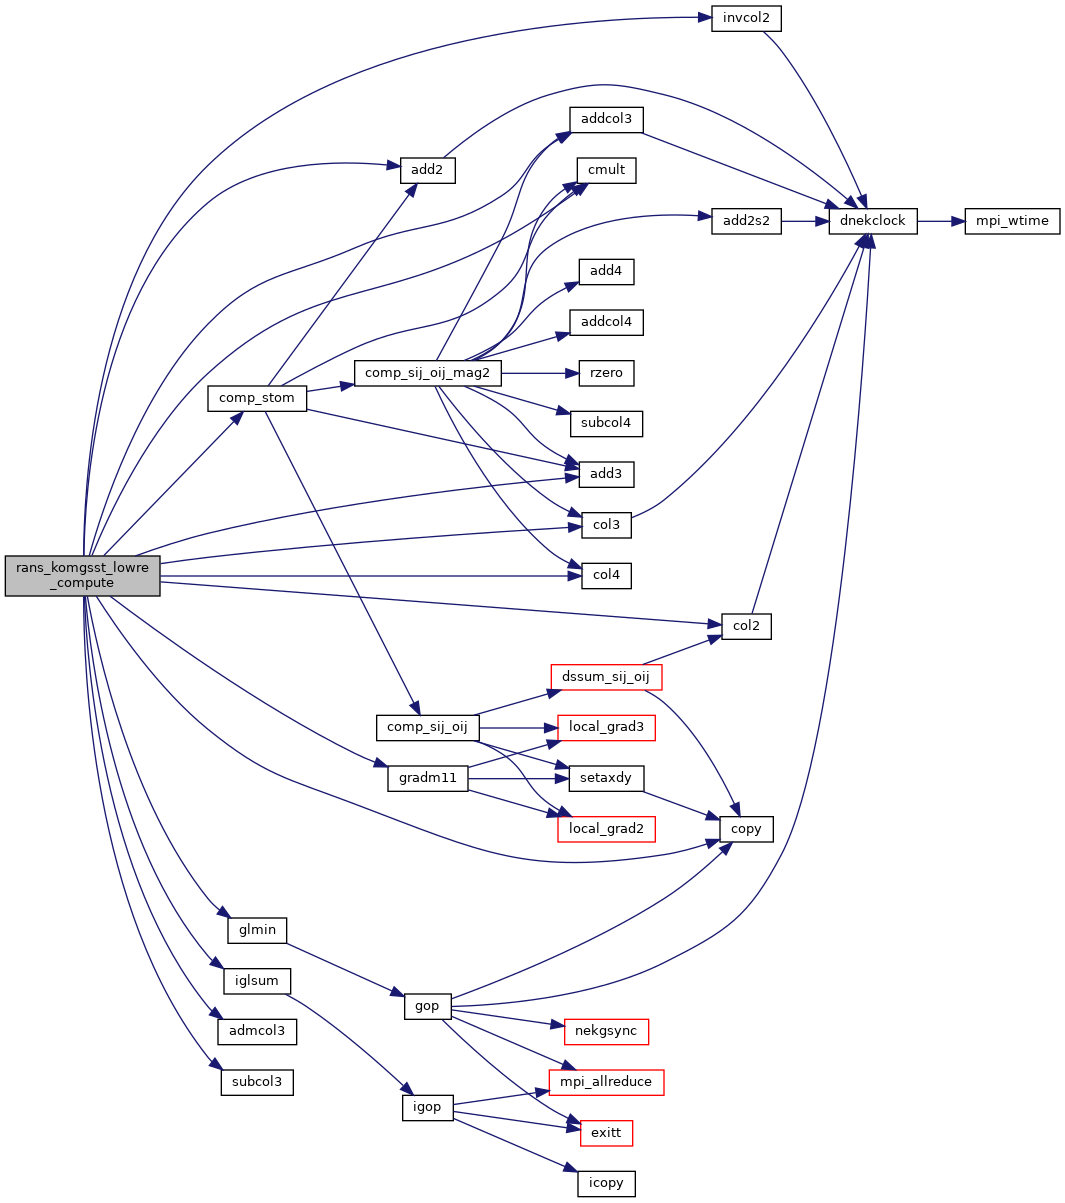 invcol2
addcol3
add2
cmult
add2s2
dnekclock
mpi_wtime
add4
addcol4
comp_sij_oij_mag2
rzero
comp_stom
subcol4
add3
col3
rans_komgsst_lowre
_compute
col4
col2
dssum_sij_oij
comp_sij_oij
local_grad3
gradm11
setaxdy
local_grad2
copy
glmin
iglsum
gop
admcol3
nekgsync
subcol3
mpi_allreduce
igop
exitt
icopy